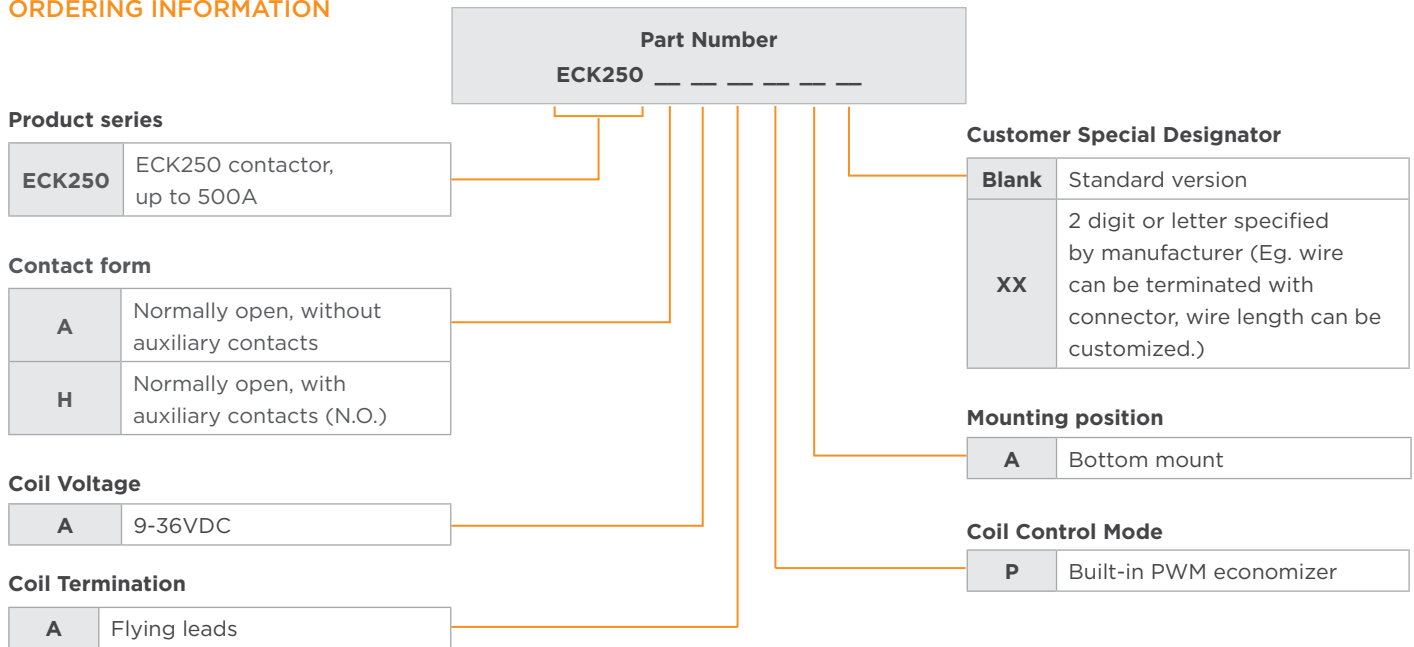 ORDERING INFORMATION
Part Number
ECK250 __ __ __ __ __ __
Product series
ECK250
ECK250 contactor,
up to 500A
Contact form
A
Normally open, without
auxiliary contacts
H
Normally open, with
auxiliary contacts (N.O.)
Coil Voltage
A
9-36VDC
Coil Termination
A
Flying leads
Customer Special Designator
Blank
Standard version
XX
2 digit or letter specified
by manufacturer (Eg. wire
can be terminated with
connector, wire length can be
customized.)
Mounting position
A
Bottom mount
Coil Control Mode
P
Built-in PWM economizer